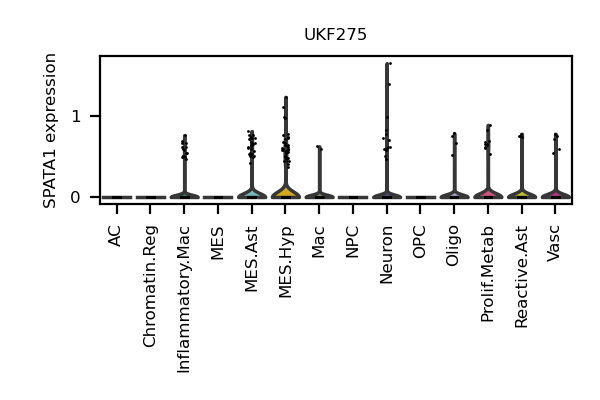 UKF275
SPATA1 expression
1
0
AC
Chromatin.Reg
Inflammatory.Mac
MES
MES.Ast
MES.Hyp
Mac
NPC
Neuron
OPC
Oligo
Prolif.Metab
Reactive.Ast
Vasc